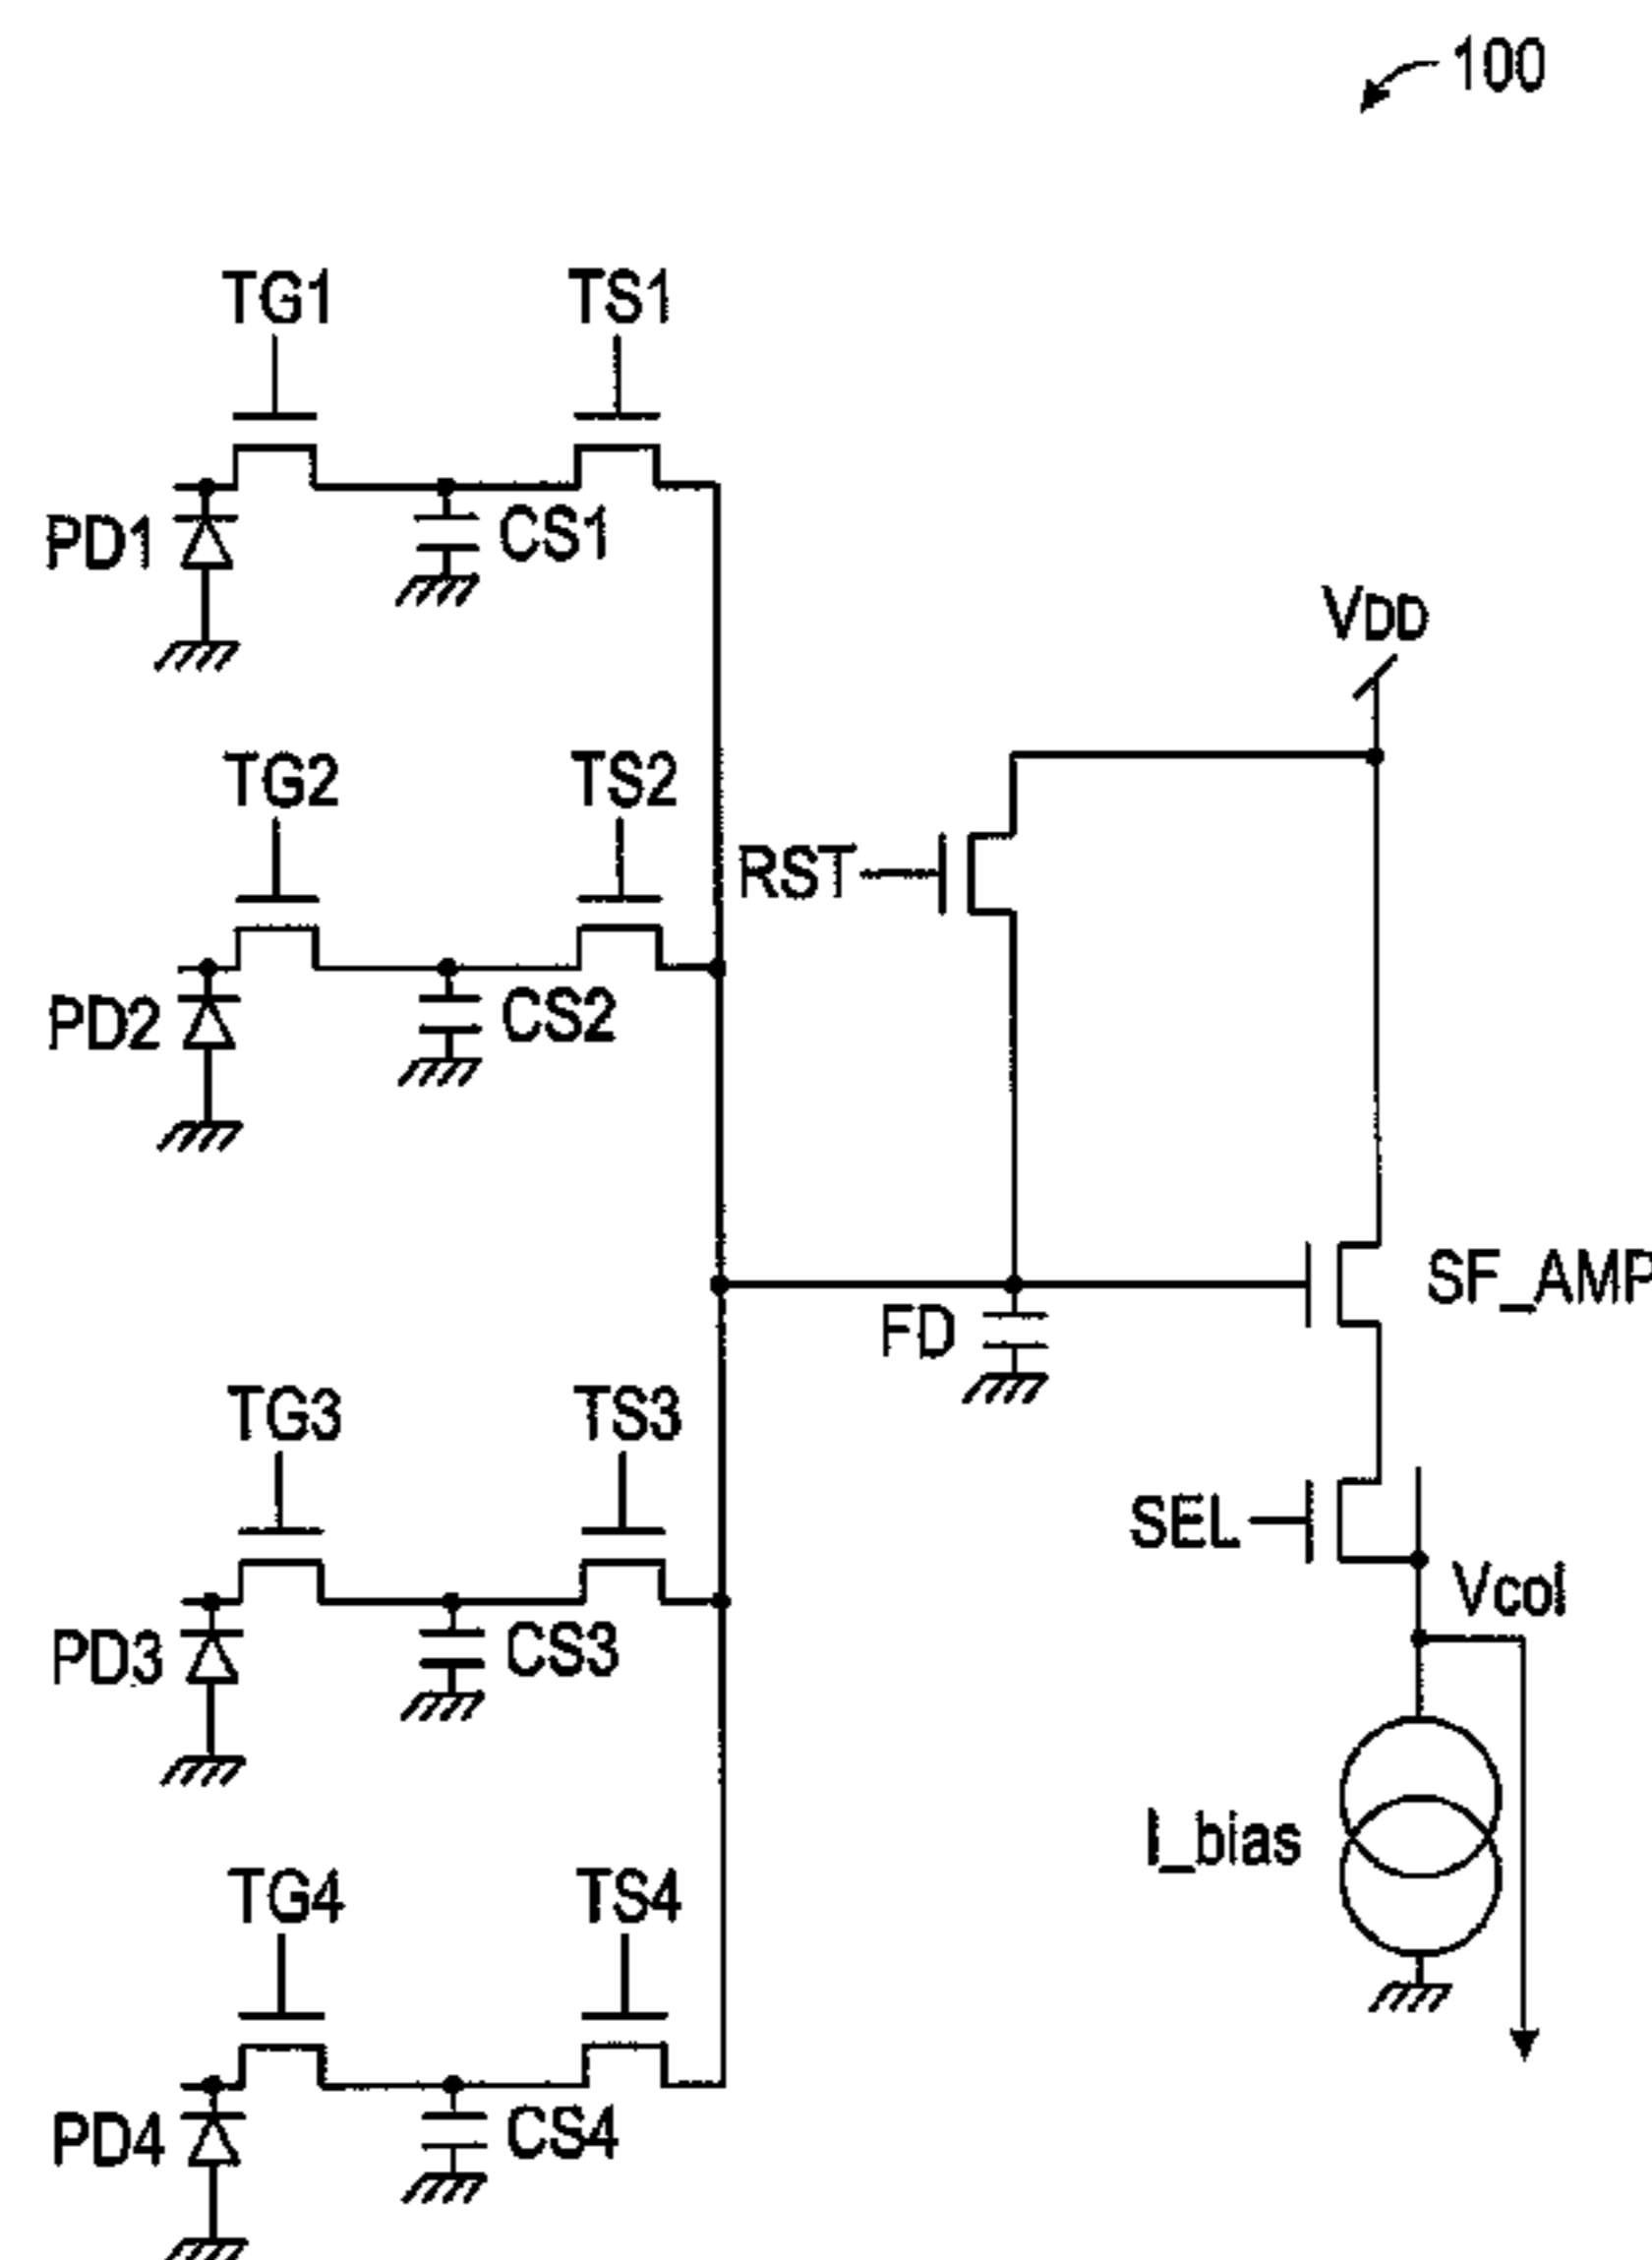 100
TG1 TS1
PD1 CS1
VDD
TG2 TS2
RST
PD2 CS2
SF_AMP
FD
TG3 TS3
SEL
Vcol
PD3 CS3
I_bias
TG4 TS4
PD4 CS4